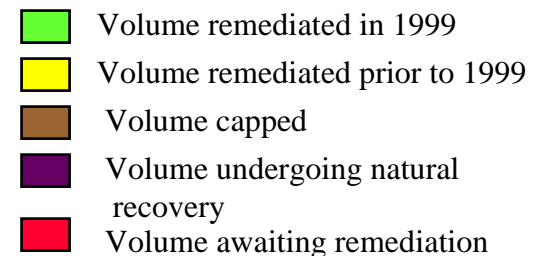 Volume remediated in 1999
Volume remediated prior to 1999
Volume capped
Volume undergoing natural
recovery
Volume awaiting remediation